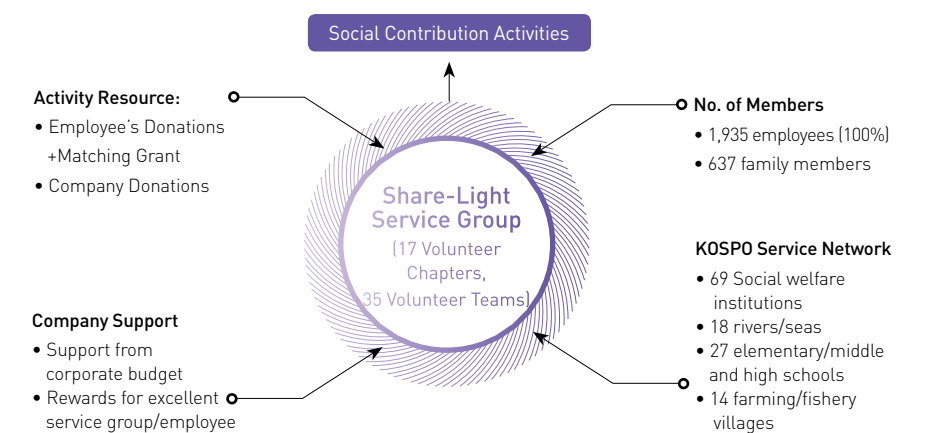 Social Contribution Activities
Activity Resource:
• Employee's Donations
+Matching Grant
• Company Donations
No. of Members
• 1,935 employees (100%)
• 637 family members
Share-Light
Service Group
(17 Volunteer
Chapters,
35 Volunteer Teams)
Company Support
• Support from
corporate budget
• Rewards for excellent
service group/employee
KOSPO Service Network
• 69 Social welfare
institutions
• 18 rivers/seas
• 27 elementary/middle
and high schools
• 14 farming/fishery
villages